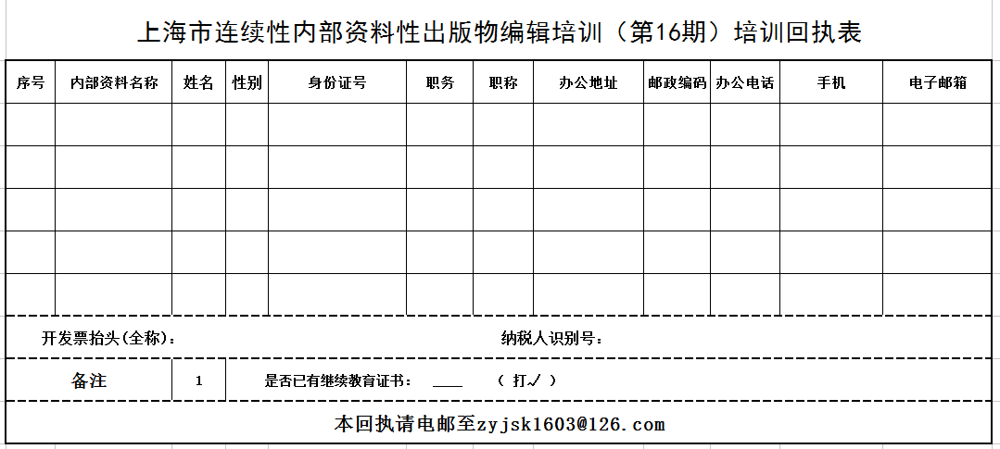 上海市连续性内部资料性出版物编辑培训（第16期）培训回执表
序号 内部资料名称 姓名 性别 身份证号 职务 职称 办公地址 邮政编码 办公电话 手机 电子邮箱
开发票抬头(全称)： 纳税人识别号：
备注 1 是否已有继续教育证书： ____ （ 打√ ）
本回执请电邮至zyjsk1603@126.com